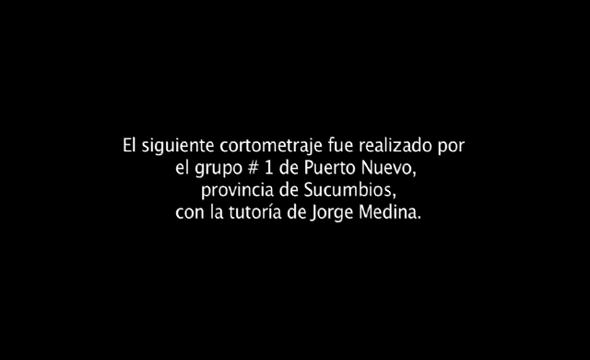 El siguiente cortometraje fue realizado por
el grupo # 1 de Puerto Nuevo,
provincia de Sucumbios,
con la tutoría de Jorge Medina.